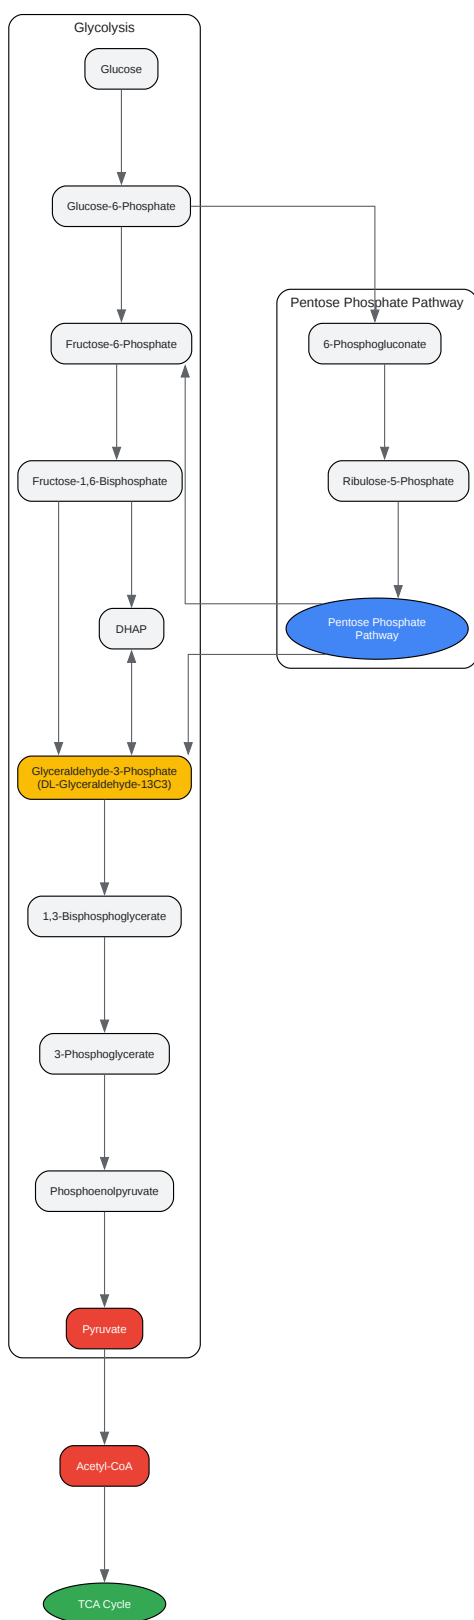 Glycolysis
Glucose
Glucose-6-Phosphate
Pentose Phosphate Pathway
Fructose-6-Phosphate
6-Phosphogluconate
Fructose-1,6-Bisphosphate
Ribulose-5-Phosphate
DHAP
Pentose Phosphate
Pathway
Glyceraldehyde-3-Phosphate
(DL-Glyceraldehyde-13C3)
1,3-Bisphosphoglycerate
3-Phosphoglycerate
Phosphoenolpyruvate
Pyruvate
Acetyl-CoA
TCA Cycle